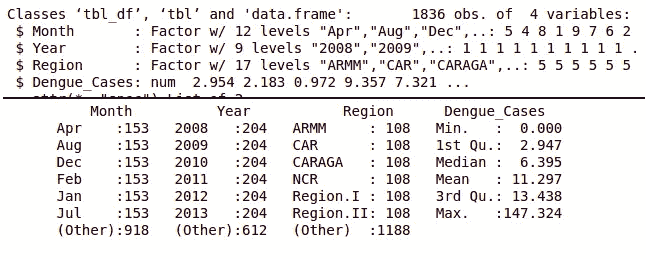 Classes ‘tbl_df’, ‘tbl’ and 'data.frame':       1836 obs. of  4 variables:
 $ Month       : Factor w/ 12 levels "Apr","Aug","Dec",..: 5 4 8 1 9 7 6 2
 $ Year        : Factor w/ 9 levels "2008","2009",..: 1 1 1 1 1 1 1 1 1 1 .
 $ Region      : Factor w/ 17 levels "ARMM","CAR","CARAGA",..: 5 5 5 5 5 5
 $ Dengue_Cases: num  2.954 2.183 0.972 9.357 7.321 ...
     Month          Year           Region      Dengue_Cases
 Apr    :153   2008   :204   ARMM     : 108   Min.   :  0.000
 Aug    :153   2009   :204   CAR      : 108   1st Qu.:  2.947
 Dec    :153   2010   :204   CARAGA   : 108   Median :  6.395
 Feb    :153   2011   :204   NCR      : 108   Mean   : 11.297
 Jan    :153   2012   :204   Region.I : 108   3rd Qu.: 13.438
 Jul    :153   2013   :204   Region.II: 108   Max.   :147.324
 (Other):918   (Other):612   (Other)  :1188